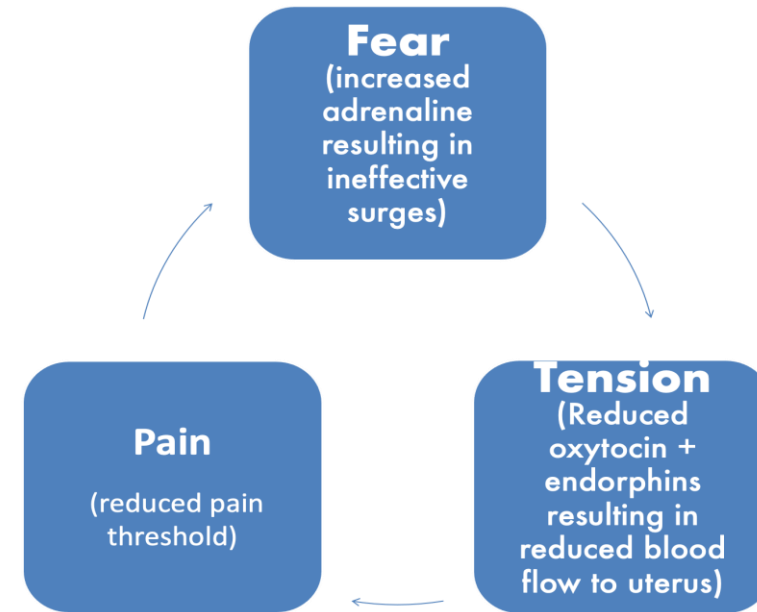 Fear
(increased
adrenaline
resulting in
ineffective
surges)
Tension
(Reduced
oxytocin +
endorphins
resulting in
reduced blood
flow to uterus)
Pain
(reduced pain
threshold)